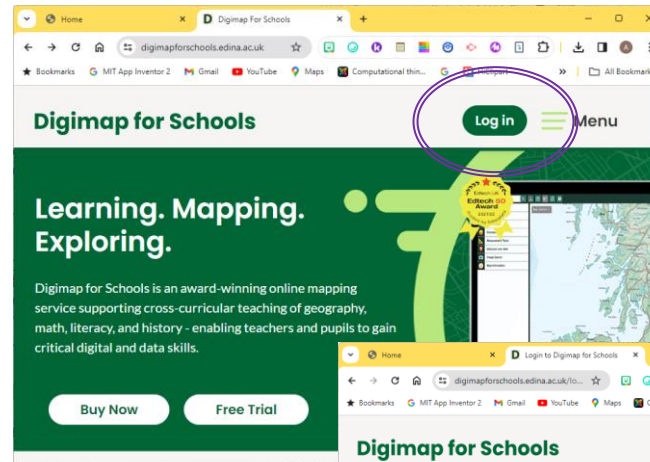 Home
Digimap For Schools
digimapforschools.edina.ac.uk
Bookmarks MIT App Inventor 2 Gmail YouTube Maps Computational thin... All Bookmark
Digimap for Schools
Log in
Menu
Learning. Mapping.
Exploring.
Edtech 50
Award
Digimap for Schools is an award-winning online mapping
service supporting cross-curricular teaching of geography,
math, literacy, and history - enabling teachers and pupils to gain
critical digital and data skills.
Buy Now
Free Trial
Home
Login to Digimap for Schools
digimapforschools.edina.ac.uk/lo...
Bookmarks MIT App Inventor 2 Gmail YouTube Maps
Digimap for Schools